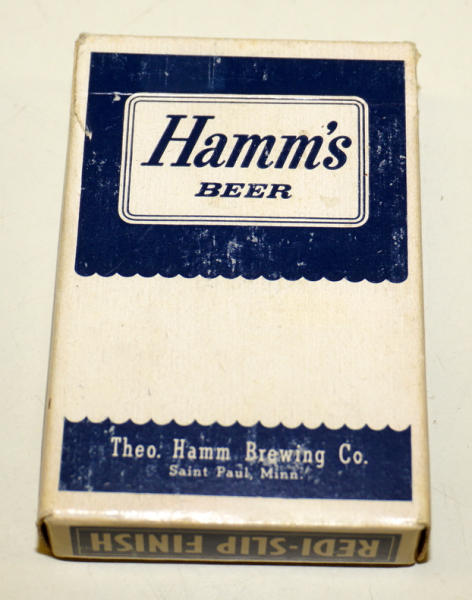 Hamm's
BEER
Theo. Hamm Brewing Co.
Saint Paul, Minn.
REDI-SLIP FINISH